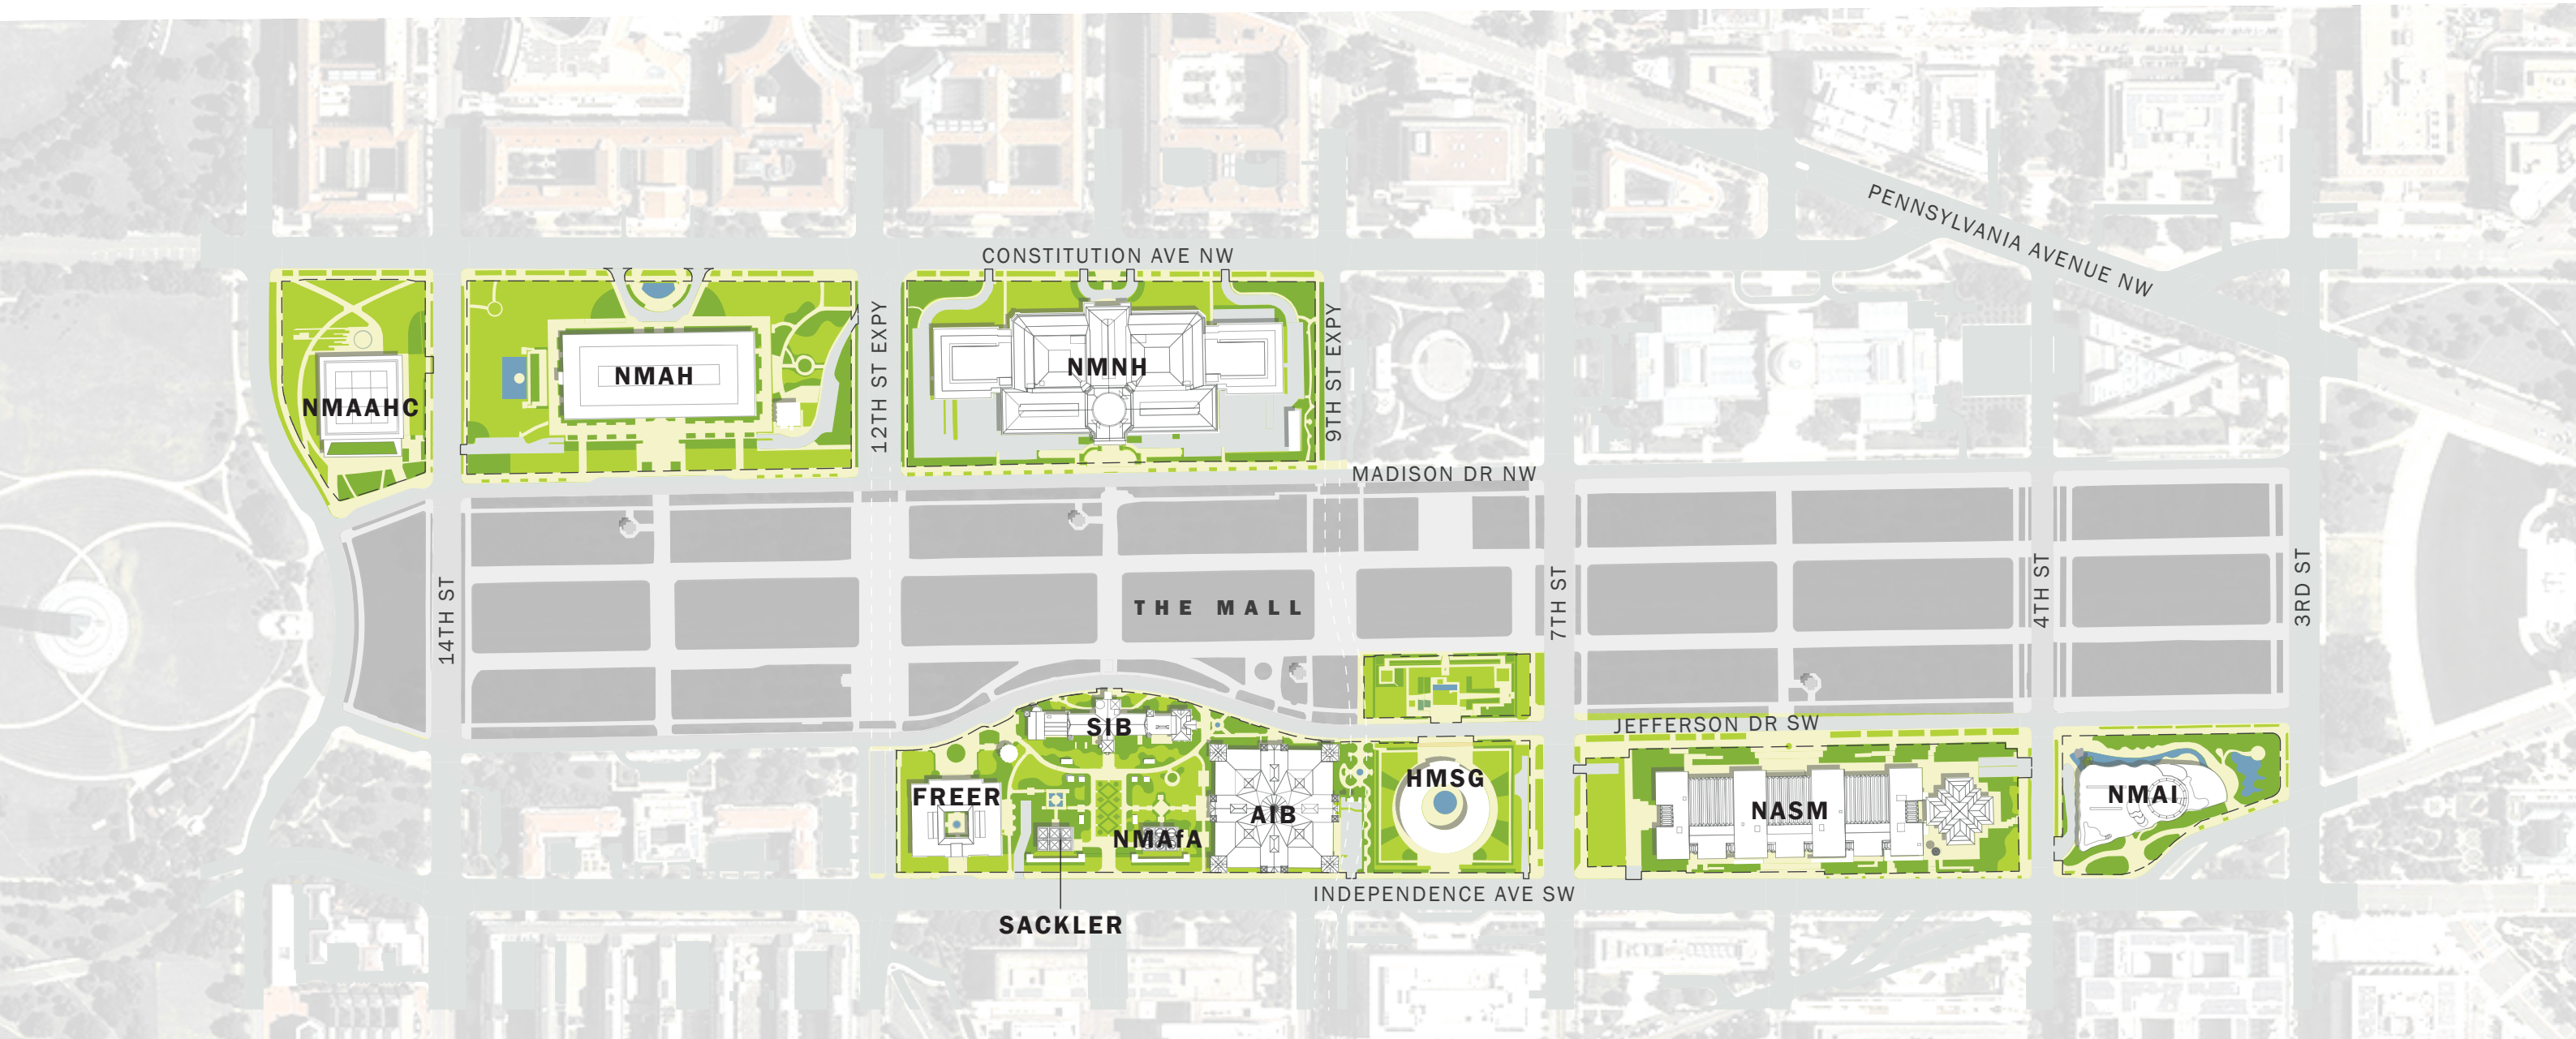 PENNSYLVANIA AVENUE NW
CONSTITUTION AVE NW
NMAAHC
NMAH
12TH ST EXPY
NMNH
9TH ST EXPY
MADISON DR NW
14TH ST
THE MALL
7TH ST
4TH ST
3RD ST
SIB
JEFFERSON DR SW
FREER
NMAfA
AIB
HMSG
NASM
NMAI
INDEPENDENCE AVE SW
SACKLER